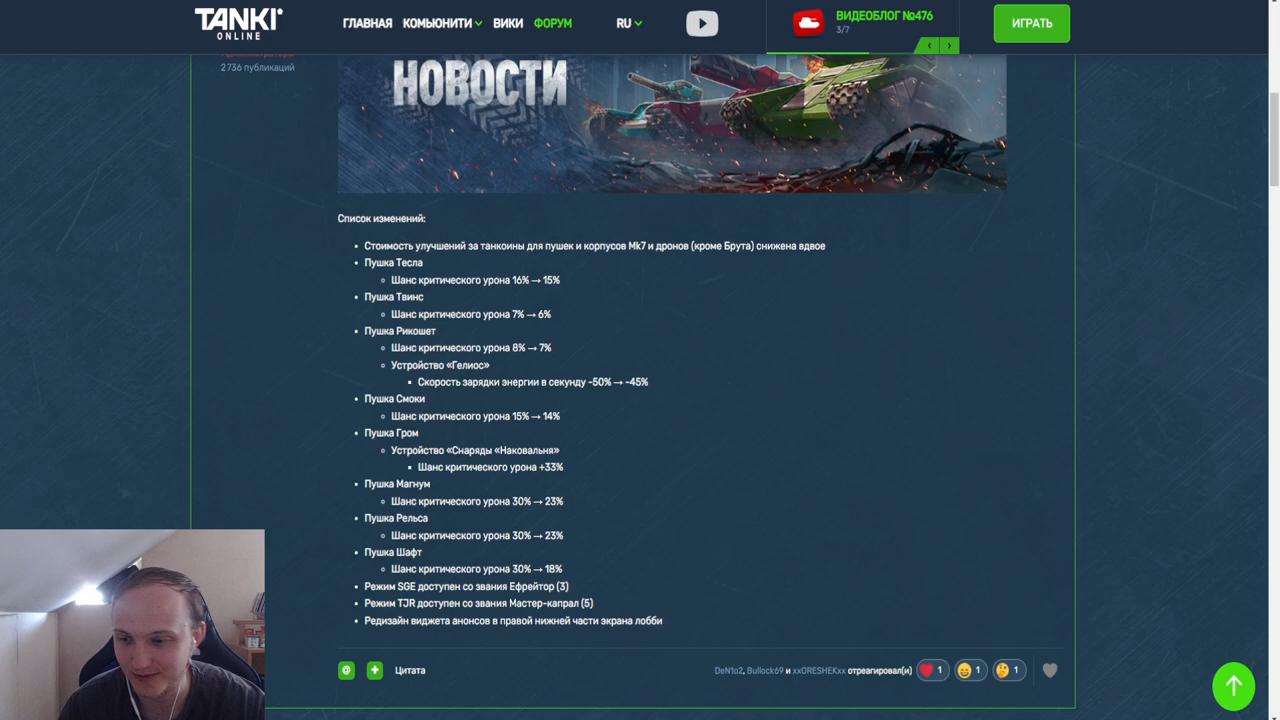 TANKI
ONLINE
ГЛАВНАЯ КОМЬЮНИТИ ВИКИ ФОРУМ RU
ВИДЕОБЛОГ №476
3/7
ИГРАТЬ
2 736 публикаций
НОВОСТИ
Список изменений:
• Стоимость улучшений за танкоины для пушек и корпусов Mk7 и дронов (кроме Брута) снижена вдвое
• Пушка Тесла
Шанс критического урона 16% → 15%
• Пушка Твинс
Шанс критического урона 7% → 6%
• Пушка Рикошет
Шанс критического урона 8% → 7%
Устройство «Гелиос»
Скорость зарядки энергии в секунду -50% → -45%
• Пушка Смоки
Шанс критического урона 15% → 14%
• Пушка Гром
Устройство «Снаряды «Наковальня»
Шанс критического урона +33%
• Пушка Магнум
Шанс критического урона 30% → 23%
• Пушка Рельса
Шанс критического урона 30% → 23%
• Пушка Шафт
Шанс критического урона 30% → 18%
• Режим SGE доступен со звания Ефрейтор (3)
• Режим TJR доступен со звания Мастер-капрал (5)
• Редизайн виджета анонсов в правой нижней части экрана лобби
@ + Цитата
DeN1o2, Bullock69 и xxORESHEKxx отреагировал(и) 1 1 1